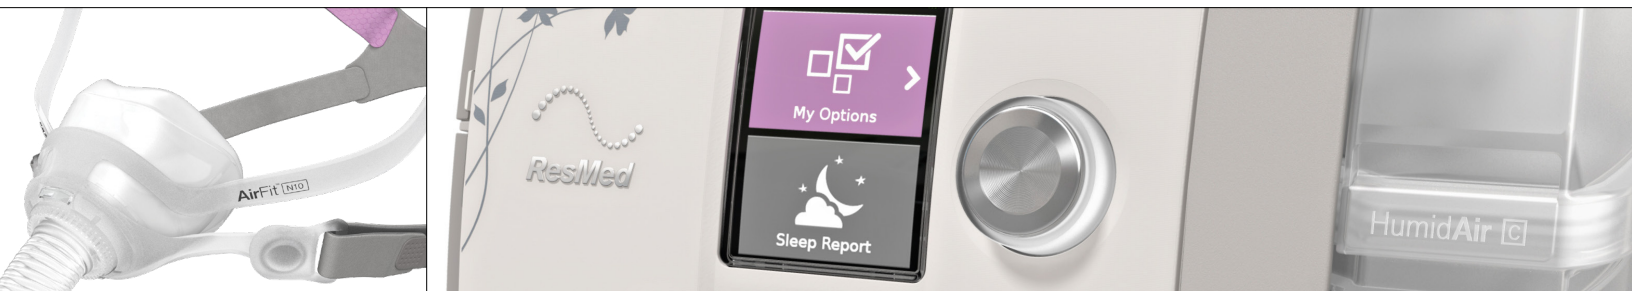 AirFit N10
ResMed
My Options
Sleep Report
HumidAir C